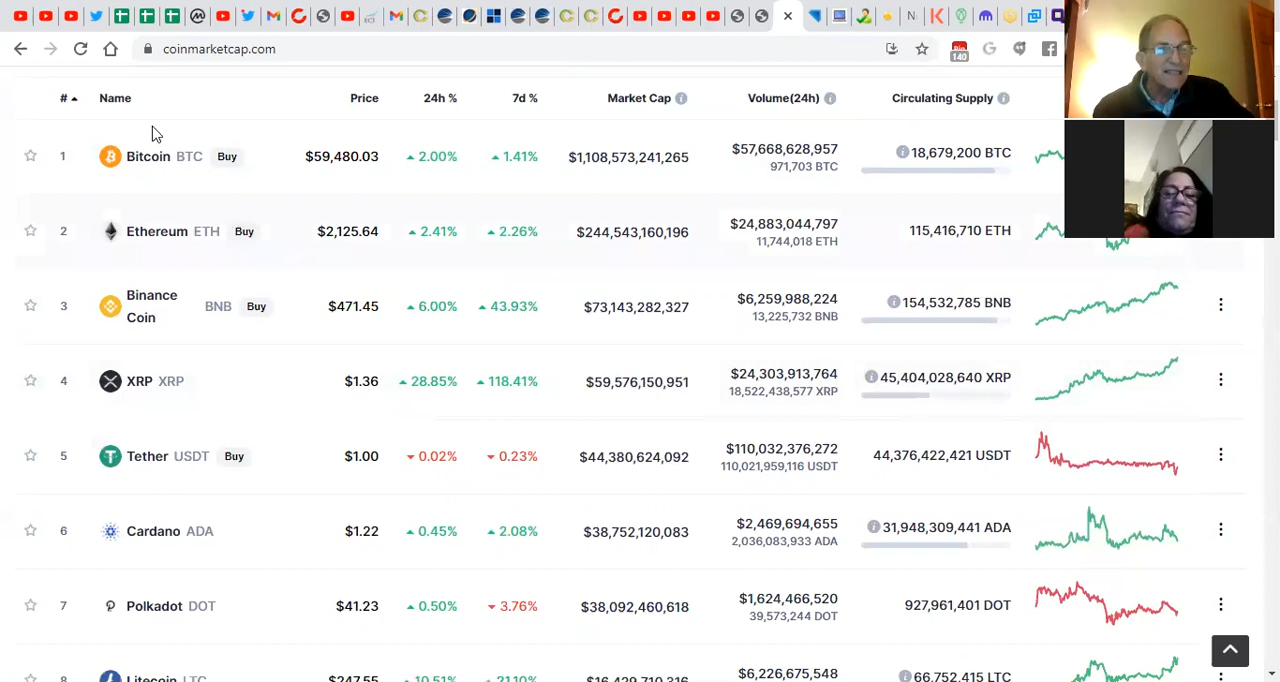 coinmarketcap.com
140
# Name Price 24h % 7d % Market Cap Volume(24h) Circulating Supply
1 Bitcoin BTC Buy $59,480.03 2.00% 1.41% $1,108,573,241,265 $57,668,628,957 18,679,200 BTC
971,703 BTC
2 Ethereum ETH Buy $2,125.64 2.41% 2.26% $244,543,160,196 $24,883,044,797 115,416,710 ETH
11,744,018 ETH
3 Binance Coin BNB Buy $471.45 6.00% 43.93% $73,143,282,327 $6,259,988,224 154,532,785 BNB
13,225,732 BNB
4 XRP XRP $1.36 28.85% 118.41% $59,576,150,951 $24,303,913,764 45,404,028,640 XRP
18,522,438,577 XRP
5 Tether USDT Buy $1.00 0.02% 0.23% $44,380,624,092 $110,032,376,272 44,376,422,421 USDT
110,021,959,116 USDT
6 Cardano ADA $1.22 0.45% 2.08% $38,752,120,083 $2,469,694,655 31,948,309,441 ADA
2,036,083,933 ADA
7 Polkadot DOT $41.23 0.50% 3.76% $38,092,460,618 $1,624,466,520 927,961,401 DOT
39,573,244 DOT
8 Litecoin LTC $247.55 10.51% 21.10% $16,429,710,316 $6,226,675,548 66,752,415 LTC